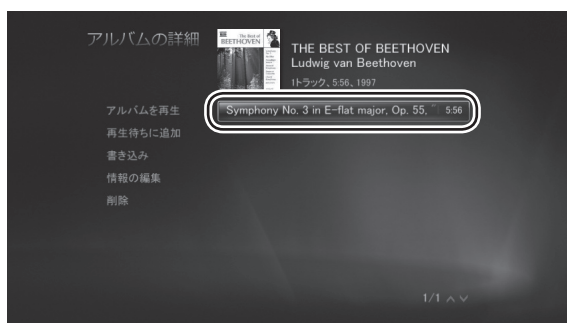 アルバムの詳細
The Best of
BEETHOVEN
THE BEST OF BEETHOVEN
Ludwig van Beethoven
1トラック、5:56、1997
アルバムを再生
Symphony No. 3 in E-flat major, Op. 55, 5:56
再生待ちに追加
書き込み
情報の編集
削除
1/1